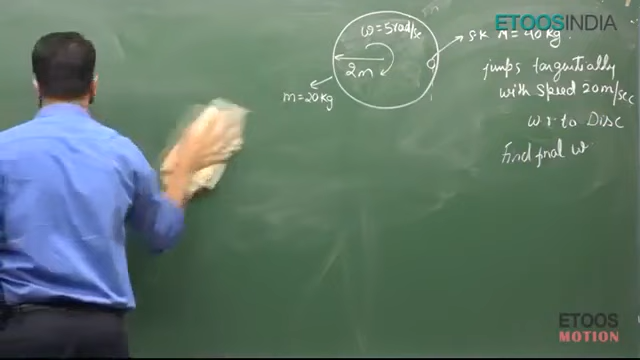 ETOOSINDIA
ω = 5 rad/sec
2m
m = 20 kg
M = 40 kg.
jumps tangentially
with speed 20 m/sec
w. r. to Disc
Find final ω
ETOOS
MOTION